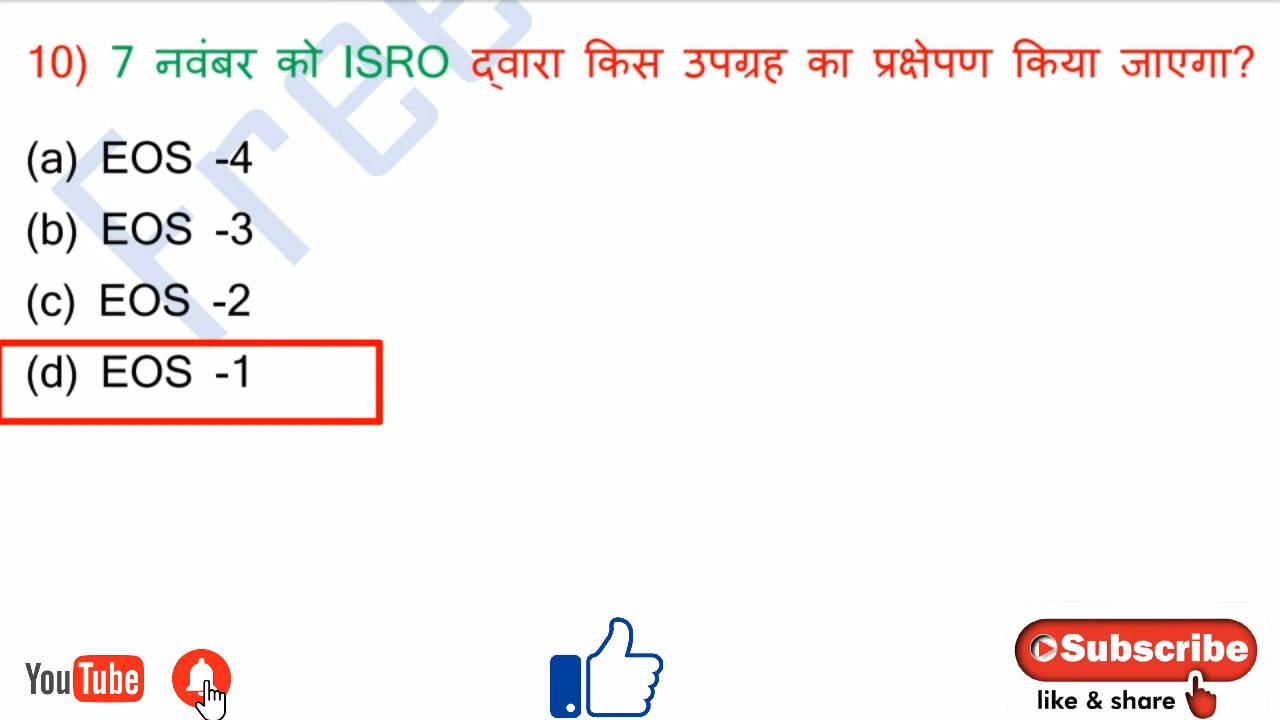 10) 7 नवंबर को ISRO द्वारा किस उपग्रह का प्रक्षेपण किया जाएगा?
Free
(a) EOS -4
(b) EOS -3
(c) EOS -2
(d) EOS -1
YouTube
Subscribe
like & share